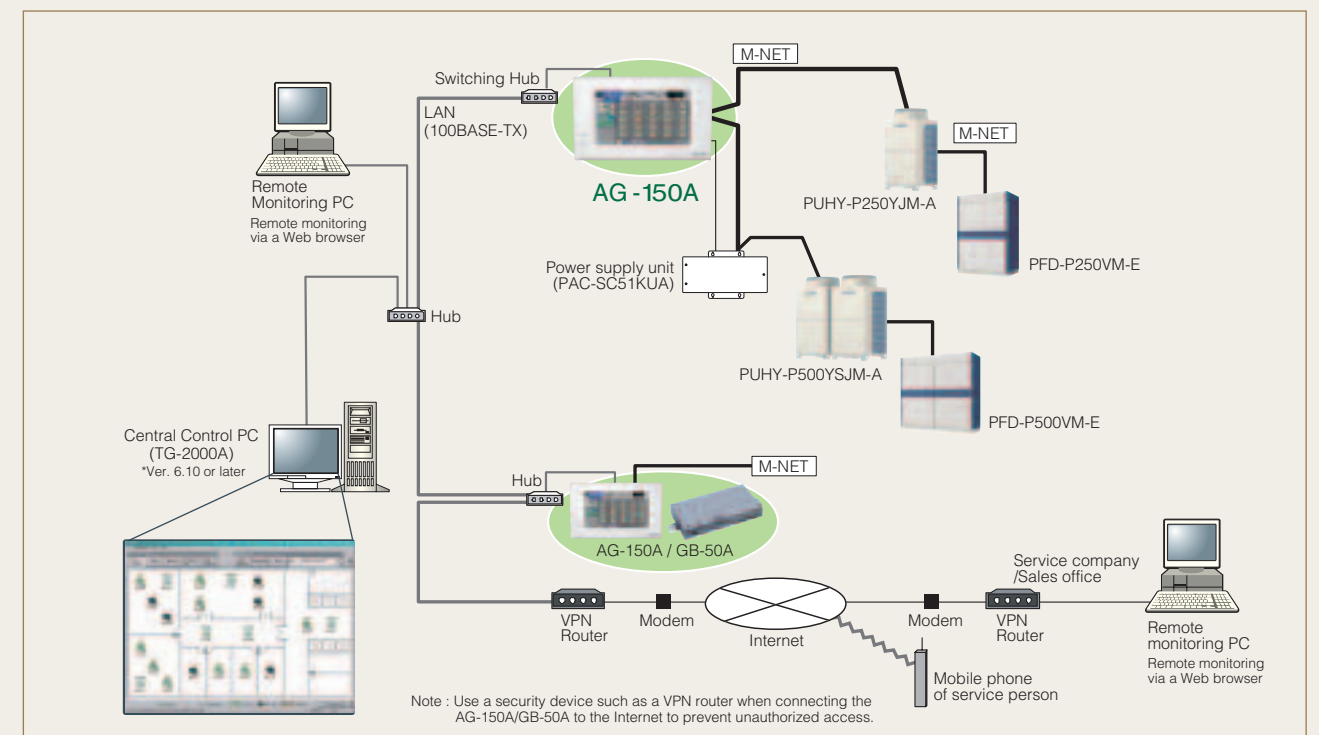 M-NET
Switching Hub
LAN
(100BASE-TX)
AG -150A
M-NET
Remote
Monitoring PC
Remote monitoring
via a Web browser
PUHY-P250YJM-A
PFD-P250VM-E
Power supply unit
(PAC-SC51KUA)
Hub
PUHY-P500YSJM-A
PFD-P500VM-E
Central Control PC
(TG-2000A)
*Ver. 6.10 or later
Hub
M-NET
AG-150A / GB-50A
Service company
/Sales office
VPN
Router
Modem
Internet
Modem
VPN
Router
Remote
monitoring PC
Remote monitoring
via a Web browser
Mobile phone
of service person
Note : Use a security device such as a VPN router when connecting the
AG-150A/GB-50A to the Internet to prevent unauthorized access.